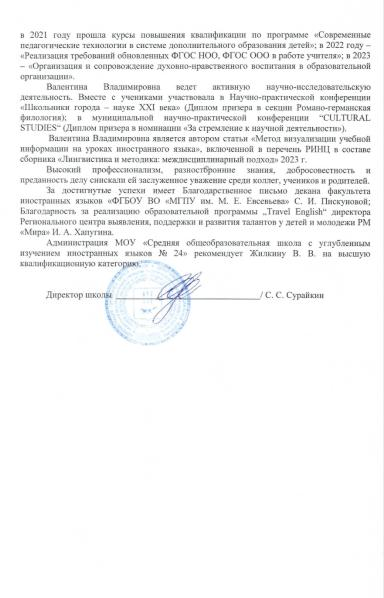 в 2021 году прошла курсы повышения квалификации по программе «Современные
педагогические технологии в системе дополнительного образования детей»; в 2022 году –
«Реализация требований обновленных ФГОС НОО, ФГОС ООО в работе учителя»; в 2023
– «Организация и сопровождение духовно-нравственного воспитания в образовательной
организации».
Валентина Владимировна ведет активную научно-исследовательскую
деятельность. Вместе с учениками участвовала в Научно-практической конференции
«Школьники города – науке XXI века» (Диплом призера в секции Романо-германская
филология); в муниципальной научно-практической конференции “CULTURAL
STUDIES“ (Диплом призера в номинации «За стремление к научной деятельности»).
Валентина Владимировна является автором статьи «Метод визуализации учебной
информации на уроках иностранного языка», включенной в перечень РИНЦ в составе
сборника «Лингвистика и методика: междисциплинарный подход» 2023 г.
Высокий профессионализм, разносторонние знания, добросовестность и
преданность делу снискали ей заслуженное уважение среди коллег, учеников и родителей.
За достигнутые успехи имеет Благодарственное письмо декана факультета
иностранных языков «ФГБОУ ВО «МГПУ им. М. Е. Евсевьева» С. И. Пискуновой;
Благодарность за реализацию образовательной программы „Travel English“ директора
Регионального центра выявления, поддержки и развития талантов у детей и молодежи РМ
«Мира» И. А. Хапугина.
Администрация МОУ «Средняя общеобразовательная школа с углубленным
изучением иностранных языков № 24» рекомендует Жилкину В. В. на высшую
квалификационную категорию.
Директор школы / С. С. Сурайкин